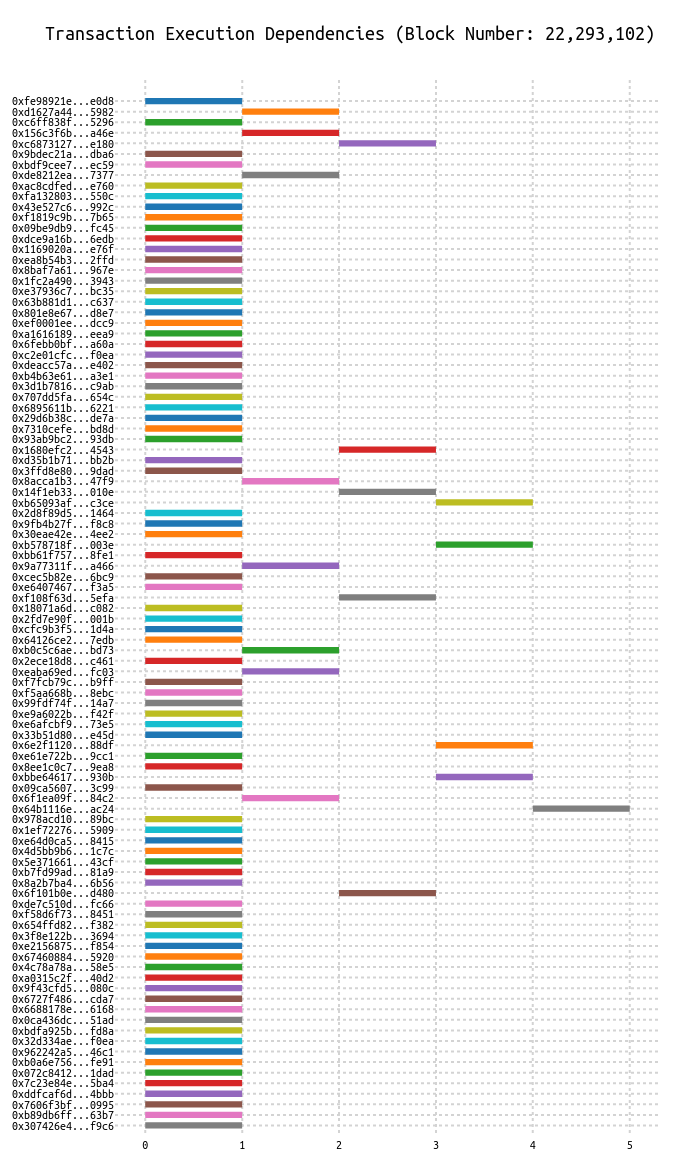 Transaction Execution Dependencies (Block Number: 22,293,102)
0xfe98921e...e0d8
0xd1627a44...5982
0xc6ff838f...5296
0x156c3f6b...a46e
0xc6873127...e180
0x9bdec21a...dba6
0xbdf9cee7...ec59
0xde8212ea...7377
0xac8cdfed...e760
0xfa132803...550c
0x43e527c6...992c
0xf1819c9b...7b65
0x09be9db9...fc45
0xdce9a16b...6edb
0x1169020a...e76f
0xea8b54b3...2ffd
0x8baf7a61...967e
0x1fc2a490...3943
0xe37936c7...bc35
0x63b881d1...c637
0x801e8e67...d8e7
0xef0001ee...dcc9
0xa1616189...eea9
0x6febb0bf...a60a
0xc2e01cfc...f0ea
0xdeacc57a...e402
0xb4b63e61...a3e1
0x3d1b7816...c9ab
0x707dd5fa...654c
0x6895611b...6221
0x29d6b38c...de7a
0x7310cefe...bd8d
0x93ab9bc2...93db
0x1680efc2...4543
0xd35b1b71...bb2b
0x3ffd8e80...9dad
0x8acca1b3...47f9
0x14f1eb33...010e
0xb65093af...c3ce
0x2d8f89d5...1464
0x9fb4b27f...f8c8
0x30eae42e...4ee2
0xb578718f...003e
0xbb61f757...8fe1
0x9a77311f...a466
0xcec5b82e...6bc9
0xe6407467...f3a5
0xf108f63d...5efa
0x18071a6d...c082
0x2fd7e90f...001b
0xcfc9b3f5...1d4a
0x64126ce2...7edb
0xb0c5c6ae...bd73
0x2ece18d8...c461
0xeaba69ed...fc03
0xf7fcb79c...b9ff
0xf5aa668b...8ebc
0x99fdf74f...14a7
0xe9a6022b...f42f
0xe6afcbf9...73e5
0x33b51d80...e45d
0x6e2f1120...88df
0xe61e722b...9cc1
0x8ee1c0c7...9ea8
0xbbe64617...930b
0x09ca5607...3c99
0x6f1ea09f...84c2
0x64b1116e...ac24
0x978acd10...89bc
0x1ef72276...5909
0xe64d0ca5...8415
0x4d5bb9b6...1c7c
0x5e371661...43cf
0xb7fd99ad...81a9
0x8a2b7ba4...6b56
0x6f101b0e...d480
0xde7c510d...fc66
0xf58d6f73...8451
0x654ffd82...f382
0x3f8e122b...3694
0xe2156875...f854
0x67460884...5920
0x4c78a78a...58e5
0xa0315c2f...40d2
0x9f43cfd5...080c
0x6727f486...cda7
0x6688178e...6168
0x0ca436dc...51ad
0xbdfa925b...fd8a
0x32d334ae...f0ea
0x962242a5...46c1
0xb0a6e756...fe91
0x072c8412...1dad
0x7c23e84e...5ba4
0xddfcaf6d...4bbb
0x7606f3bf...0995
0xb89db6ff...63b7
0x307426e4...f9c6
0 1 2 3 4 5